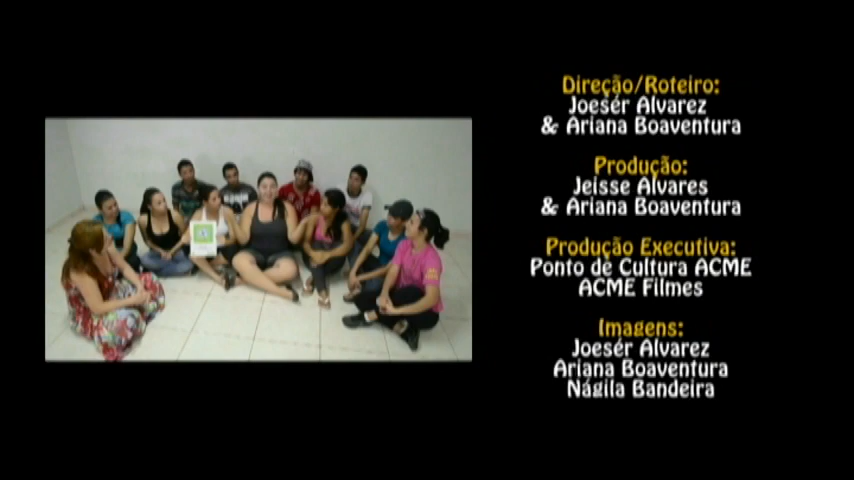 Direção/Roteiro:
Joesér Alvarez
& Ariana Boaventura
Produção:
Jeisse Alvares
& Ariana Boaventura
Produção Executiva:
Ponto de Cultura ACME
ACME Filmes
Imagens:
Joesér Alvarez
Ariana Boaventura
Nágila Bandeira